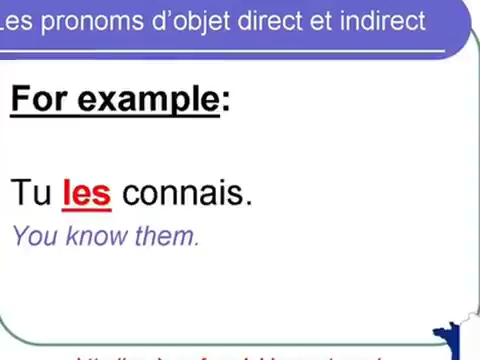 Les pronoms d'objet direct et indirect
For example:
Tu les connais.
You know them.